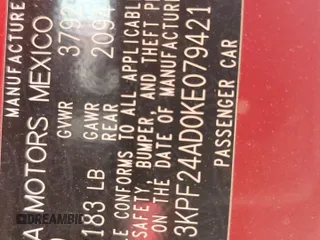 MANUFACTURE
A MOTORS MEXICO
GVWR 379
183 LB GAWR 209
REAR
E CONFORMS TO ALL APPLICABL
SAFETY, BUMPER, AND THEFT P
ON THE DATE OF MANUFACTUR
3KPF24AD0KE079421
PASSENGER CAR
DREAMBID